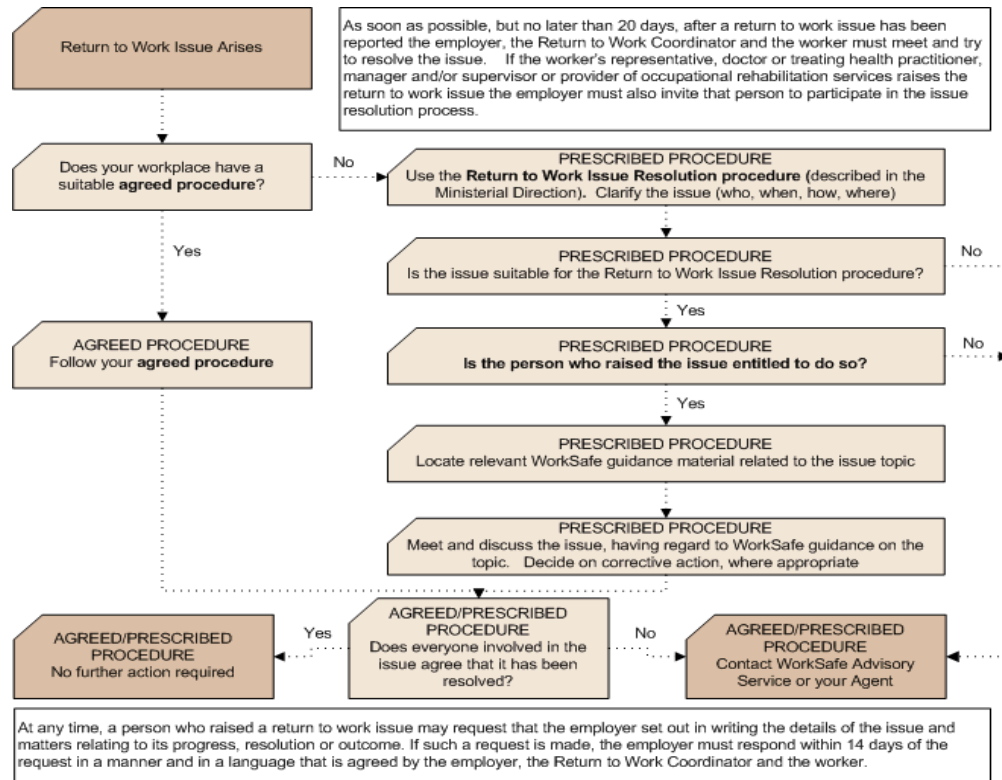 Return to Work Issue Arises
As soon as possible, but no later than 20 days, after a return to work issue has been
reported the employer, the Return to Work Coordinator and the worker must meet and try
to resolve the issue. If the worker's representative, doctor or treating health practitioner,
manager and/or supervisor or provider of occupational rehabilitation services raises the
return to work issue the employer must also invite that person to participate in the issue
resolution process.
Does your workplace have a
suitable agreed procedure?
No
PRESCRIBED PROCEDURE
Use the Return to Work Issue Resolution procedure (described in the
Ministerial Direction). Clarify the issue (who, when, how, where)
Yes
PRESCRIBED PROCEDURE
Is the issue suitable for the Return to Work Issue Resolution procedure?
No
Yes
AGREED PROCEDURE
Follow your agreed procedure
PRESCRIBED PROCEDURE
Is the person who raised the issue entitled to do so?
No
Yes
PRESCRIBED PROCEDURE
Locate relevant WorkSafe guidance material related to the issue topic
PRESCRIBED PROCEDURE
Meet and discuss the issue, having regard to WorkSafe guidance on the
topic. Decide on corrective action, where appropriate
AGREED/PRESCRIBED
PROCEDURE
No further action required
Yes
AGREED/PRESCRIBED
PROCEDURE
Does everyone involved in the
issue agree that it has been
resolved?
No
AGREED/PRESCRIBED
PROCEDURE
Contact WorkSafe Advisory
Service or your Agent
At any time, a person who raised a return to work issue may request that the employer set out in writing the details of the issue and
matters relating to its progress, resolution or outcome. If such a request is made, the employer must respond within 14 days of the
request in a manner and in a language that is agreed by the employer, the Return to Work Coordinator and the worker.